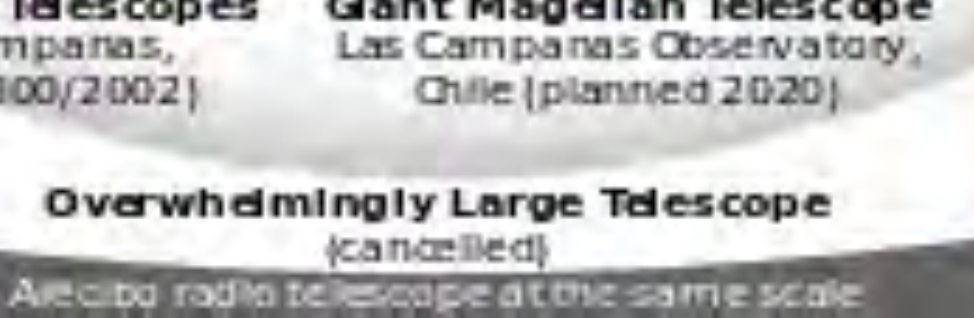 Telescopes Giant Magellan Telescope
mpanas, Las Campanas Observatory,
00/2002) Chile (planned 2020)
Overwhelmingly Large Telescope
(cancelled)
Arecibo radio telescope at the same scale